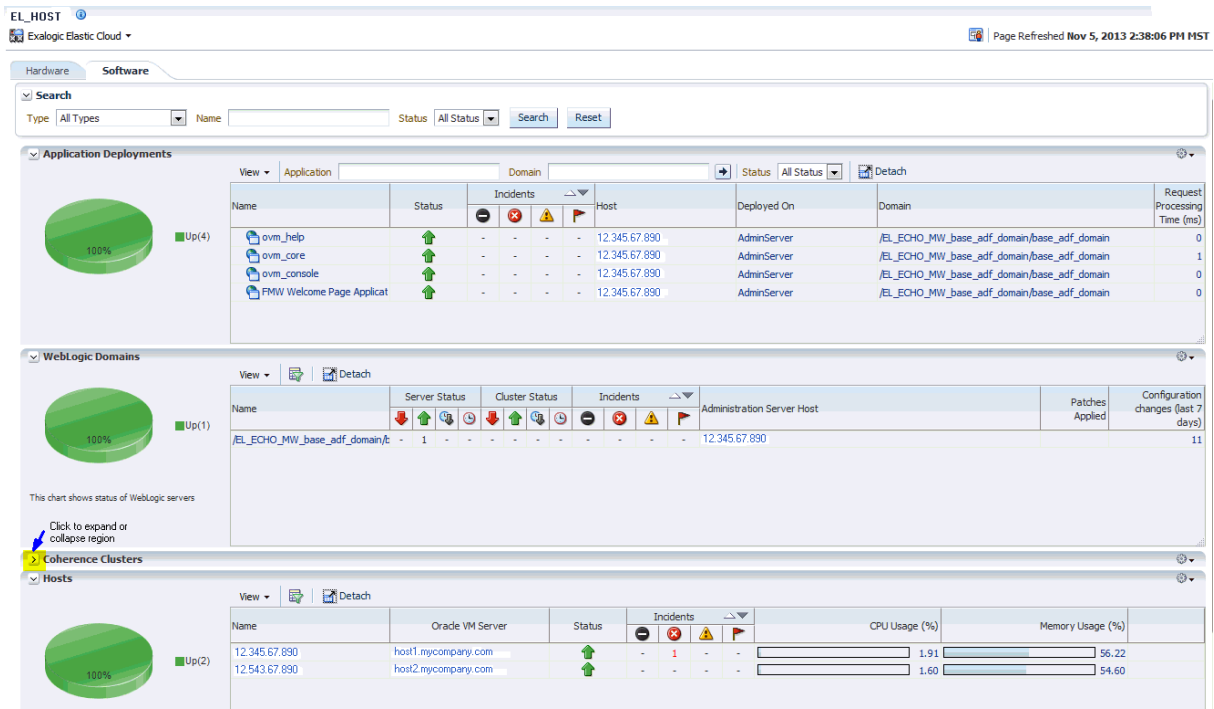 EL_HOST
Exalogic Elastic Cloud
Page Refreshed Nov 5, 2013 2:38:06 PM MST
Hardware Software
Search
Type All Types Name Status All Status Search Reset
Application Deployments
View Application Domain Status All Status Detach
Name Status Incidents Host Deployed On Domain Request Processing Time (ms)
100% Up(4)
ovm_help - - - - 12.345.67.890 AdminServer /EL_ECHO_MW_base_adf_domain/base_adf_domain 0
ovm_core - - - - 12.345.67.890 AdminServer /EL_ECHO_MW_base_adf_domain/base_adf_domain 1
ovm_console - - - - 12.345.67.890 AdminServer /EL_ECHO_MW_base_adf_domain/base_adf_domain 0
FMW Welcome Page Applicat - - - - 12.345.67.890 AdminServer /EL_ECHO_MW_base_adf_domain/base_adf_domain 0
WebLogic Domains
View Detach
Name Server Status Cluster Status Incidents Administration Server Host Patches Applied Configuration changes (last 7 days)
100% Up(1)
/EL_ECHO_MW_base_adf_domain/b - 1 - - - - - - - - - - 12.345.67.890 11
This chart shows status of WebLogic servers
Click to expand or
collapse region
Coherence Clusters
Hosts
View Detach
Name Oracle VM Server Status Incidents CPU Usage (%) Memory Usage (%)
100% Up(2)
12.345.67.890 host1.mycompany.com - 1 - - 1.91 56.22
12.543.67.890 host2.mycompany.com - - - - 1.60 54.60